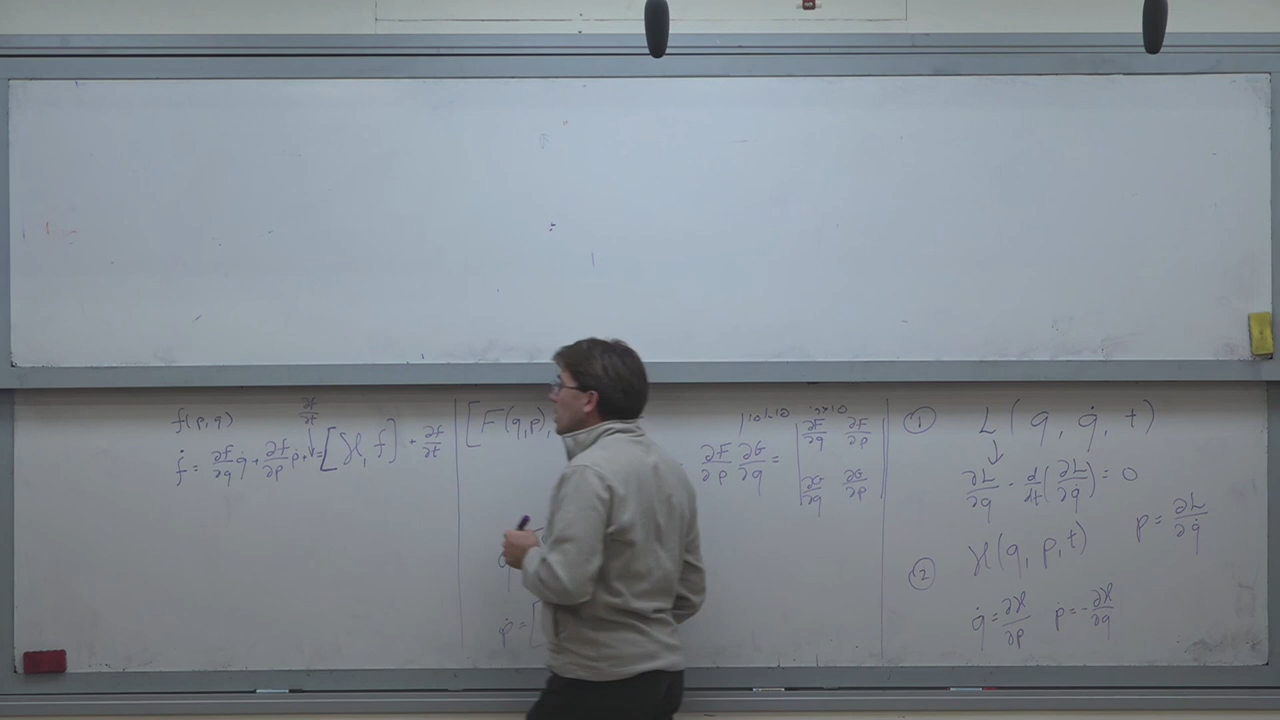 f(p,q)
∂f/∂t
ḟ = ∂f/∂q q̇ + ∂f/∂p ṗ + = [ℋ, f] + ∂f/∂t
[F(q,p),
∂F/∂p ∂G/∂q = | ∂F/∂q ∂F/∂p
∂G/∂q ∂G/∂p |
ṗ = [
① L(q, q̇, t)
↓
∂L/∂q - d/dt(∂L/∂q̇) = 0
p = ∂L/∂q̇
② ℋ(q, p, t)
q̇ = ∂ℋ/∂p ṗ = -∂ℋ/∂q